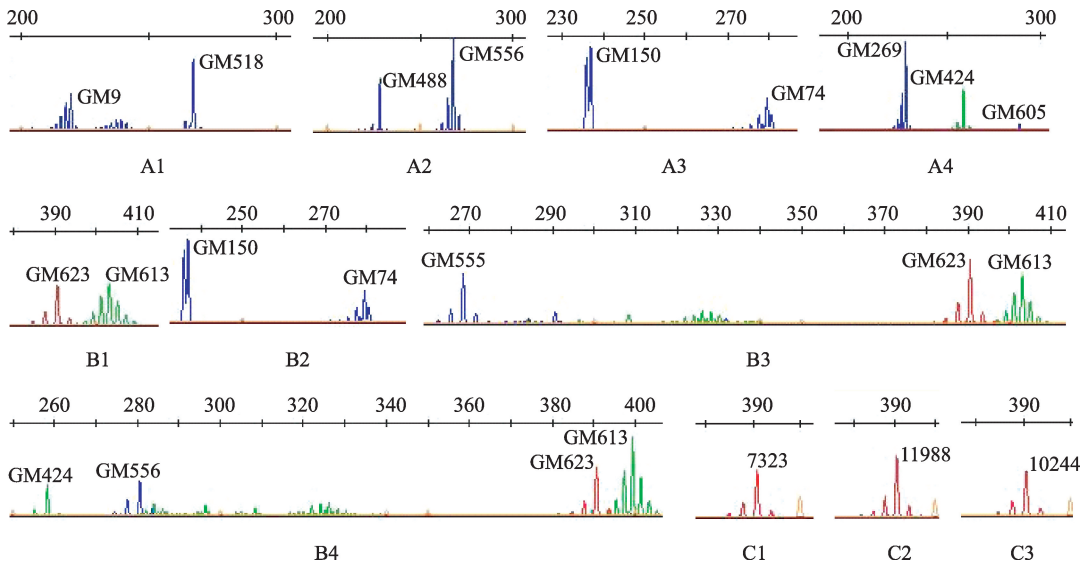 200 300 200 300 230 250 270 200 300
GM9 GM518 GM488 GM556 GM150 GM74 GM269 GM424 GM605
A1 A2 A3 A4
390 410 250 270 270 290 310 330 350 370 390 410
GM623 GM613 GM150 GM74 GM555 GM623 GM613
B1 B2 B3
260 280 300 320 340 360 380 400 390 390 390
GM424 GM556 GM623 GM613 7323 11988 10244
B4 C1 C2 C3